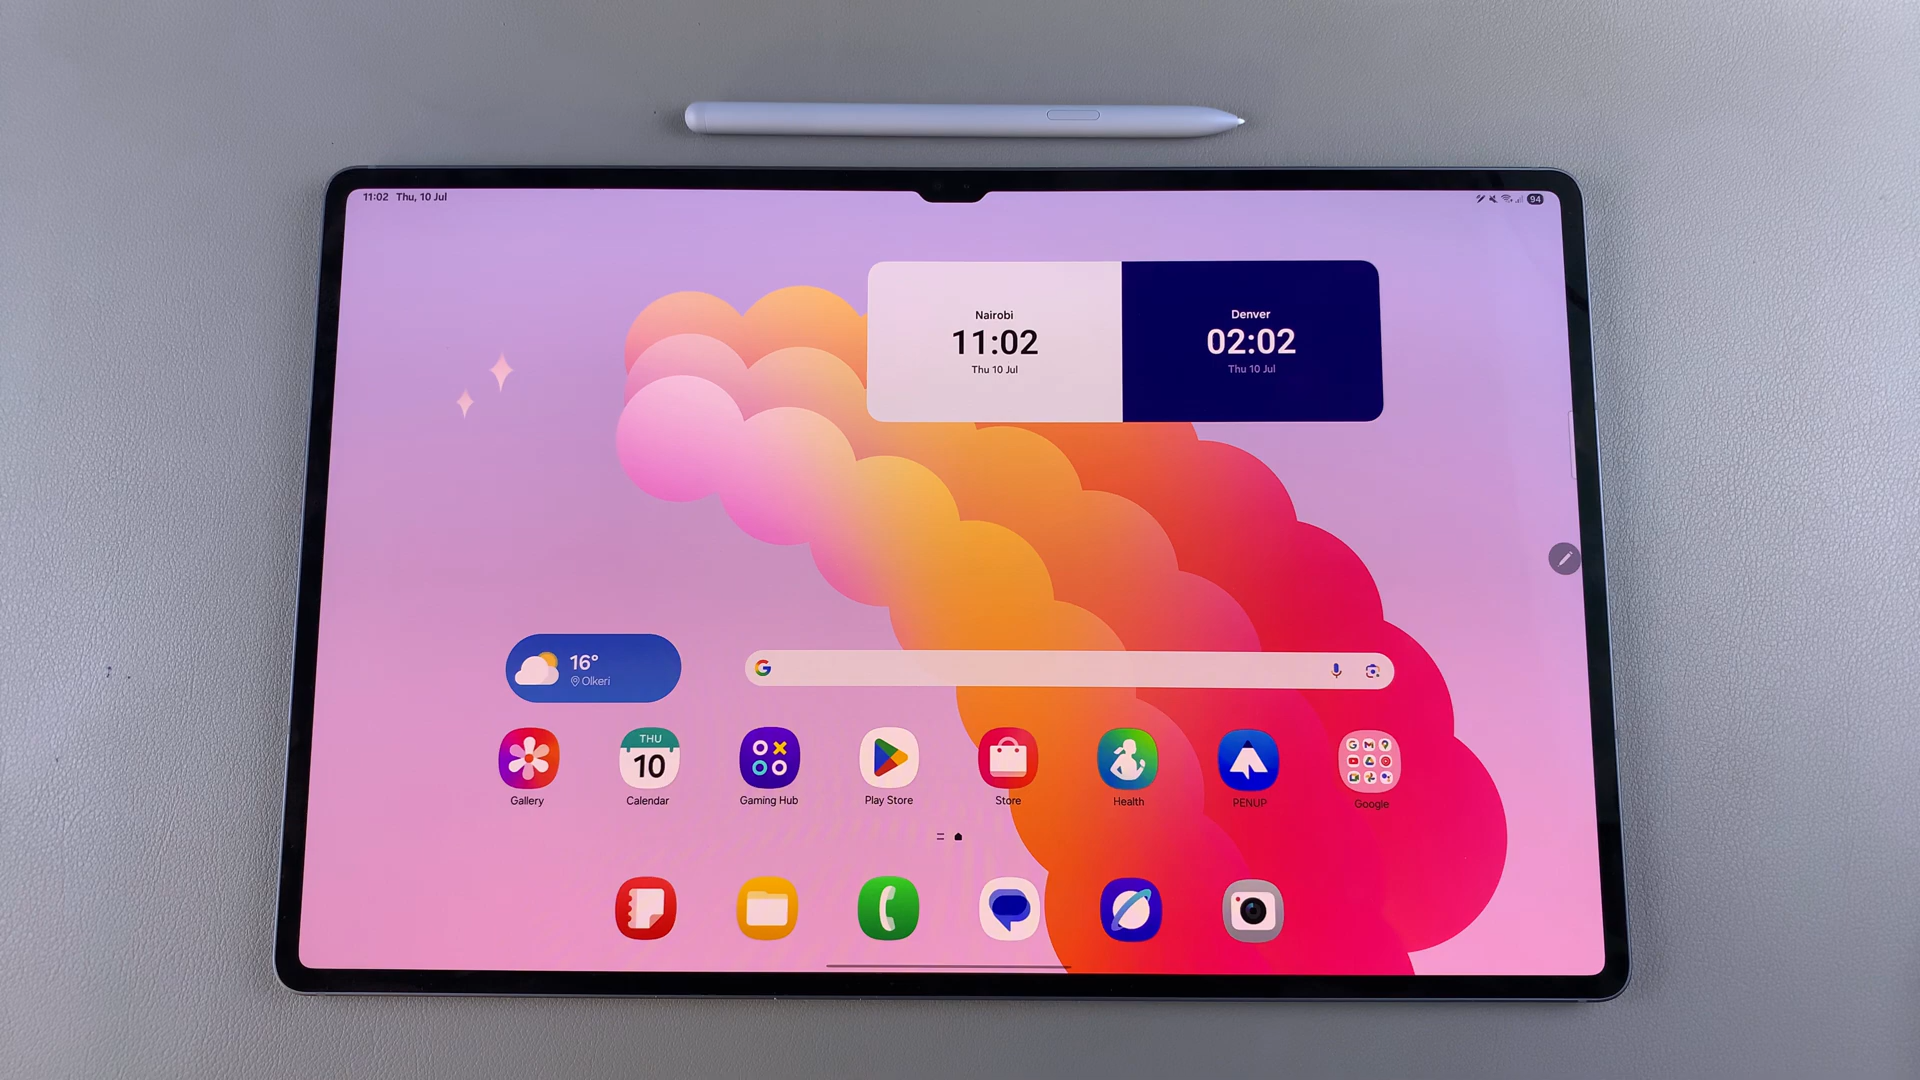 11:02 Thu, 10 Jul
94
Nairobi
11:02
Thu 10 Jul
Denver
02:02
Thu 10 Jul
16°
Olkeri
THU
10
Gallery
Calendar
Gaming Hub
Play Store
Store
Health
PENUP
Google